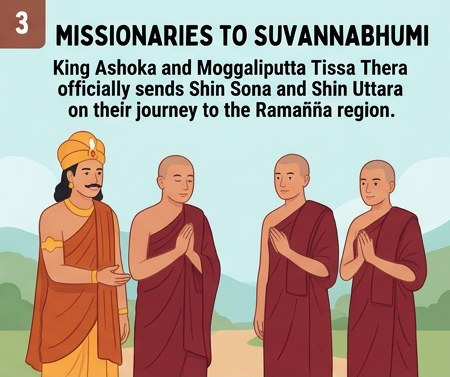 3
MISSIONARIES TO SUVANNABHUMI
King Ashoka and Moggaliputta Tissa Thera
officially sends Shin Sona and Shin Uttara
on their journey to the Ramañña region.